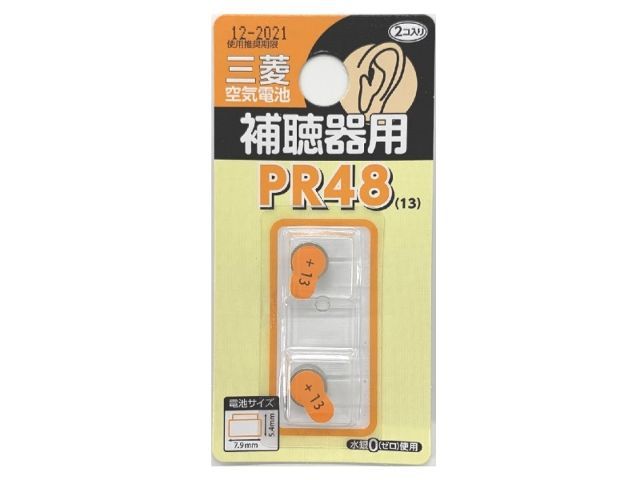 12-2021
使用推奨期限
2コ入り
三菱
空気電池
補聴器用
PR48(13)
+13
+13
電池サイズ
5.4mm
7.9mm
水銀0(ゼロ)使用